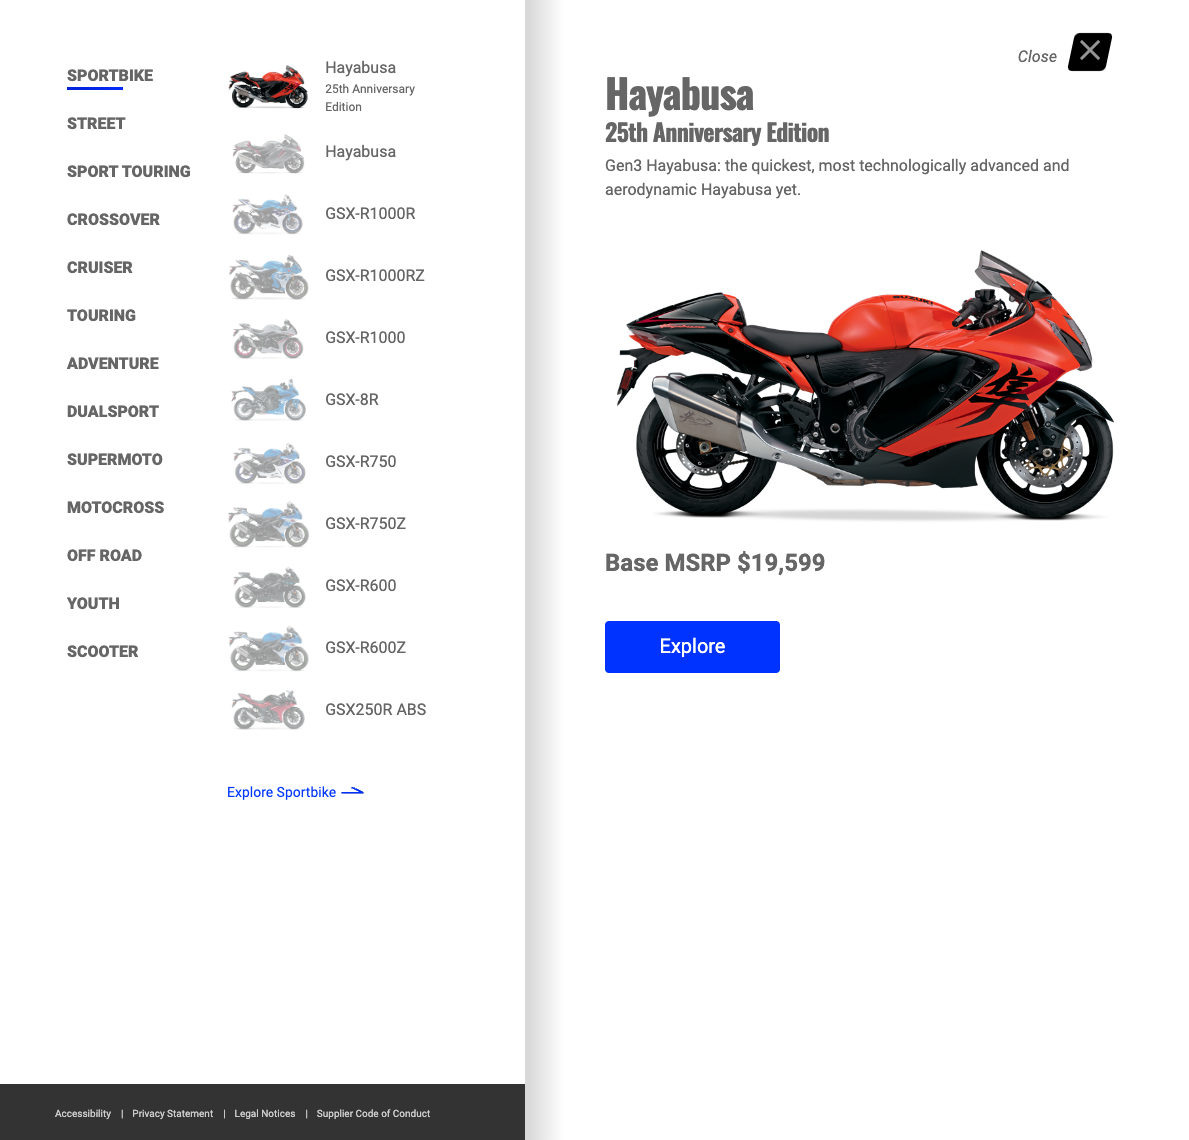 SPORTBIKE
STREET
SPORT TOURING
CROSSOVER
CRUISER
TOURING
ADVENTURE
DUALSPORT
SUPERMOTO
MOTOCROSS
OFF ROAD
YOUTH
SCOOTER
Hayabusa
25th Anniversary
Edition
Hayabusa
GSX-R1000R
GSX-R1000RZ
GSX-R1000
GSX-8R
GSX-R750
GSX-R750Z
GSX-R600
GSX-R600Z
GSX250R ABS
Explore Sportbike
Close
Hayabusa
25th Anniversary Edition
Gen3 Hayabusa: the quickest, most technologically advanced and
aerodynamic Hayabusa yet.
SUZUKI
Hayabusa
隼
Base MSRP $19,599
Explore
Accessibility | Privacy Statement | Legal Notices | Supplier Code of Conduct